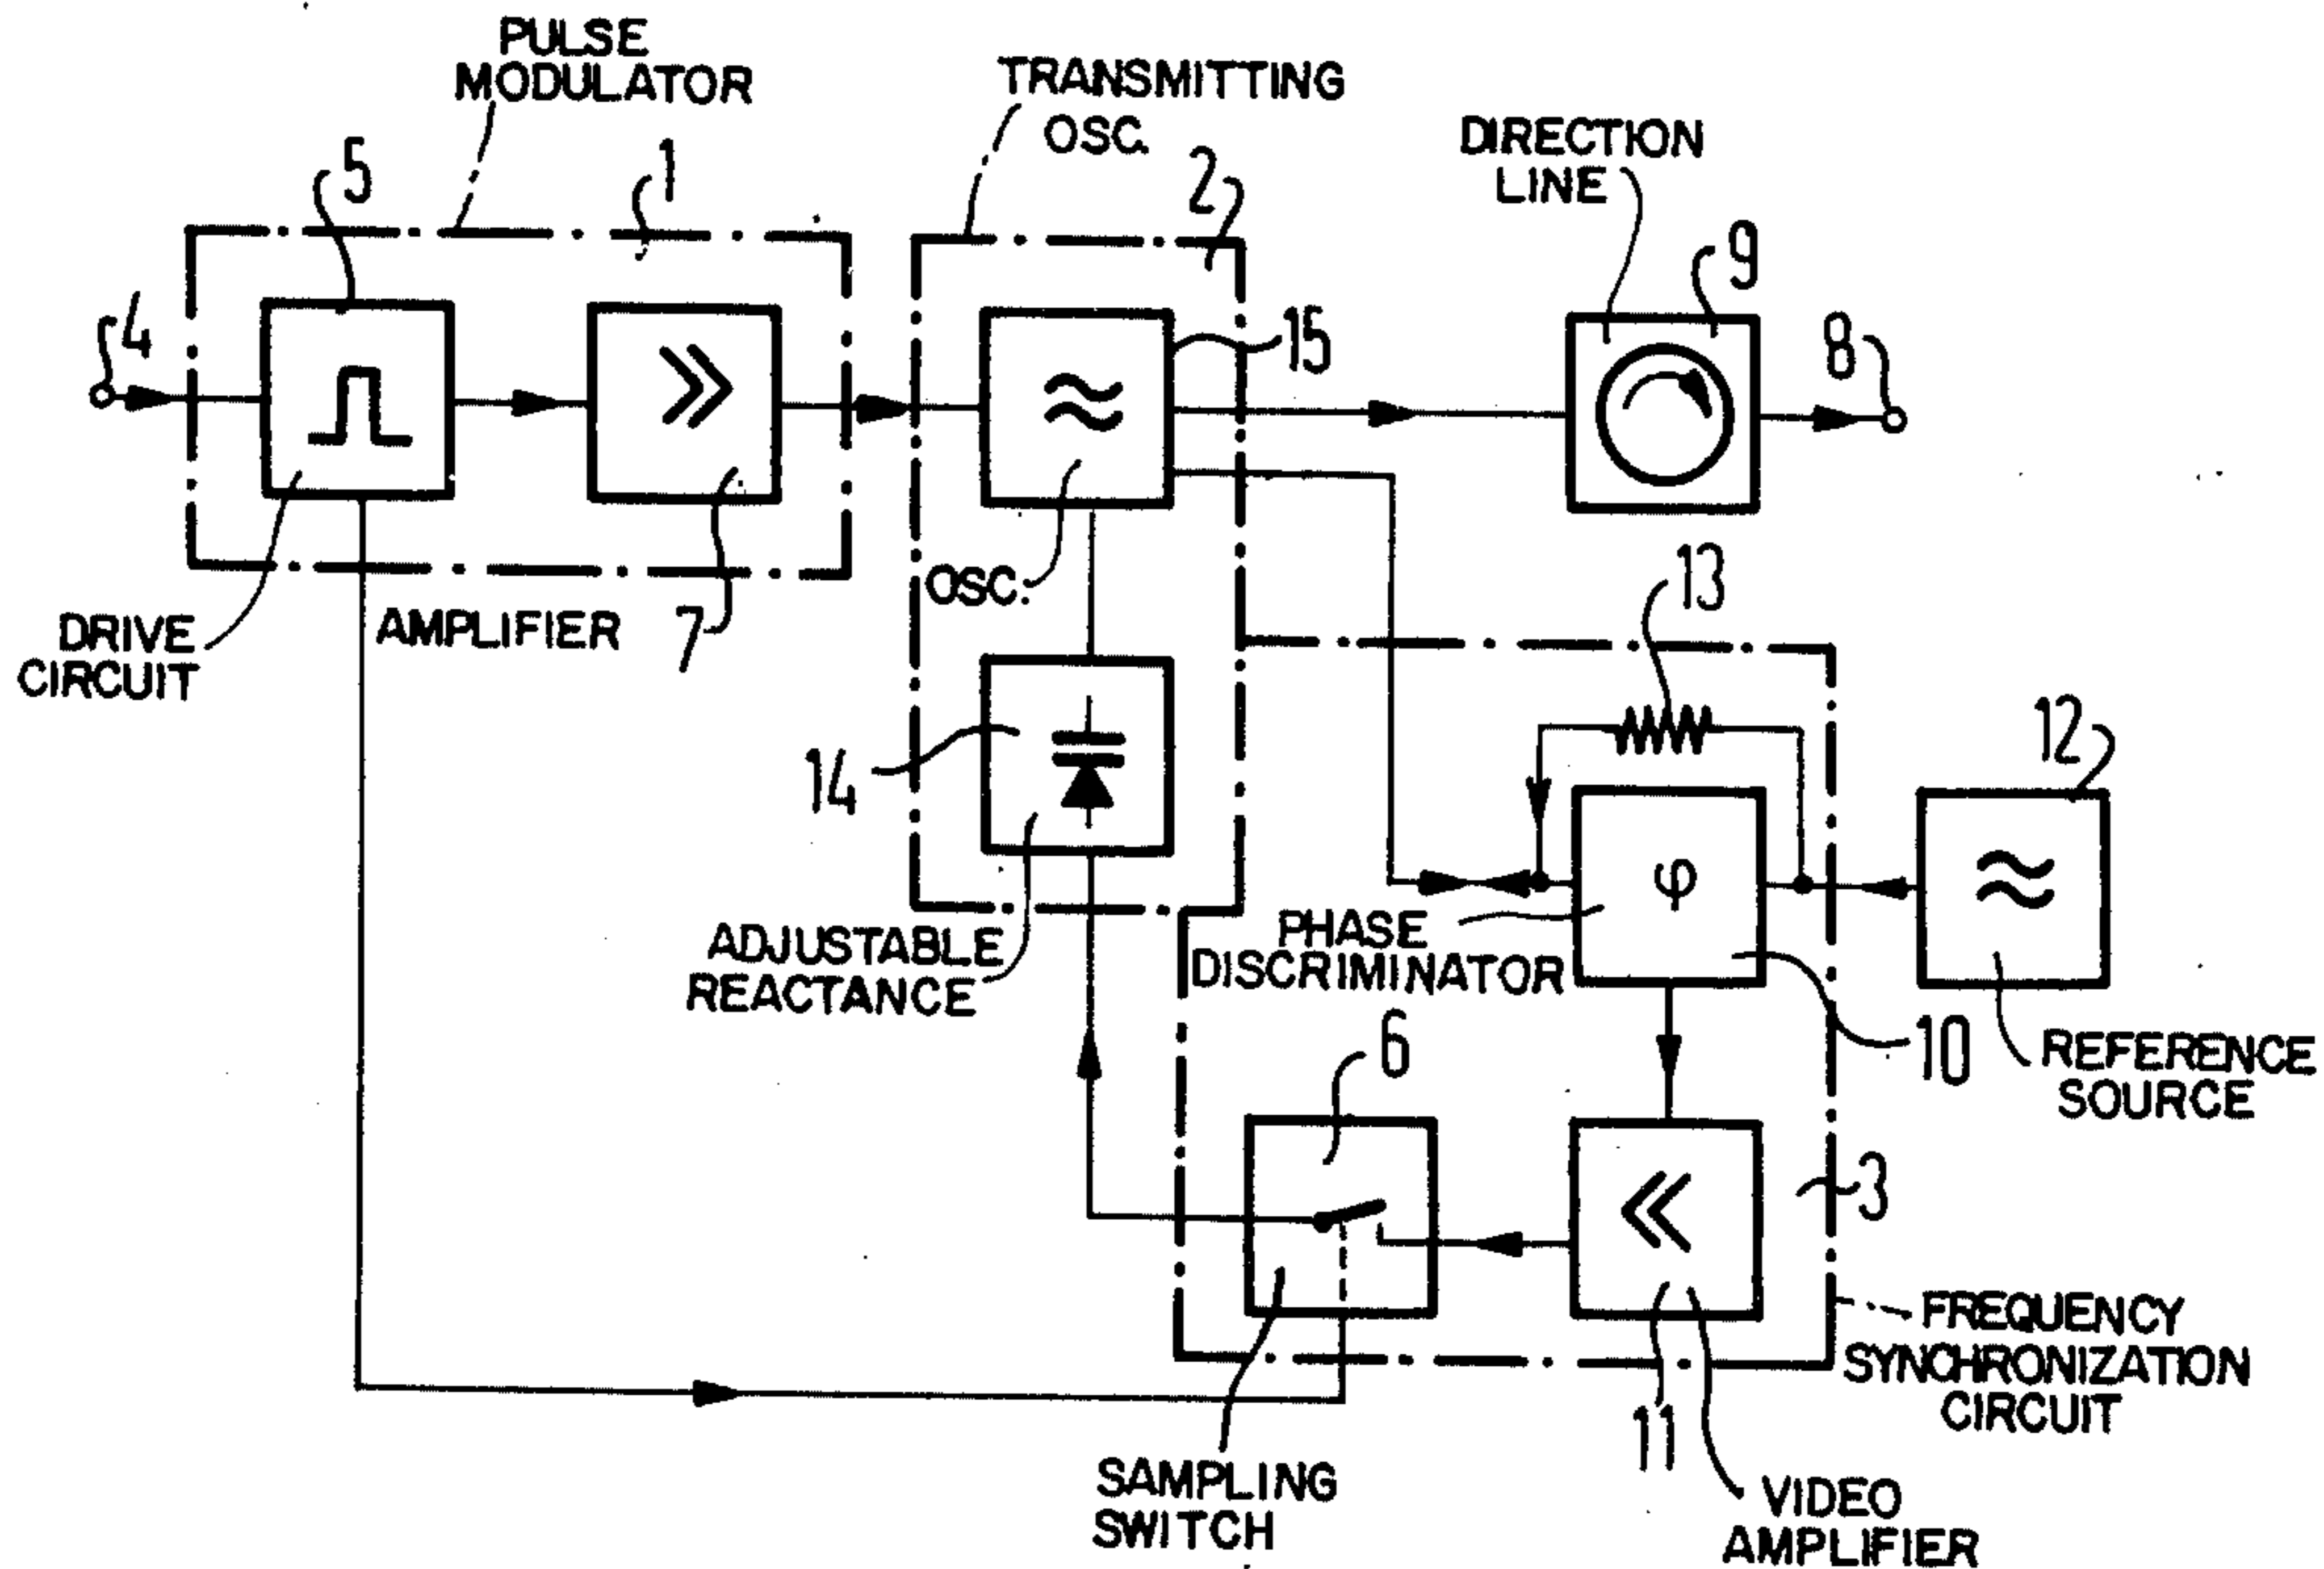 PULSE
MODULATOR
TRANSMITTING
OSC.
DIRECTION
LINE
5
1
2
9
4
15
8
OSC.
13
DRIVE
CIRCUIT
AMPLIFIER
7
14
12
φ
PHASE
DISCRIMINATOR
ADJUSTABLE
REACTANCE
6
10
REFERENCE
SOURCE
3
FREQUENCY
SYNCHRONIZATION
CIRCUIT
11
SAMPLING
SWITCH
VIDEO
AMPLIFIER